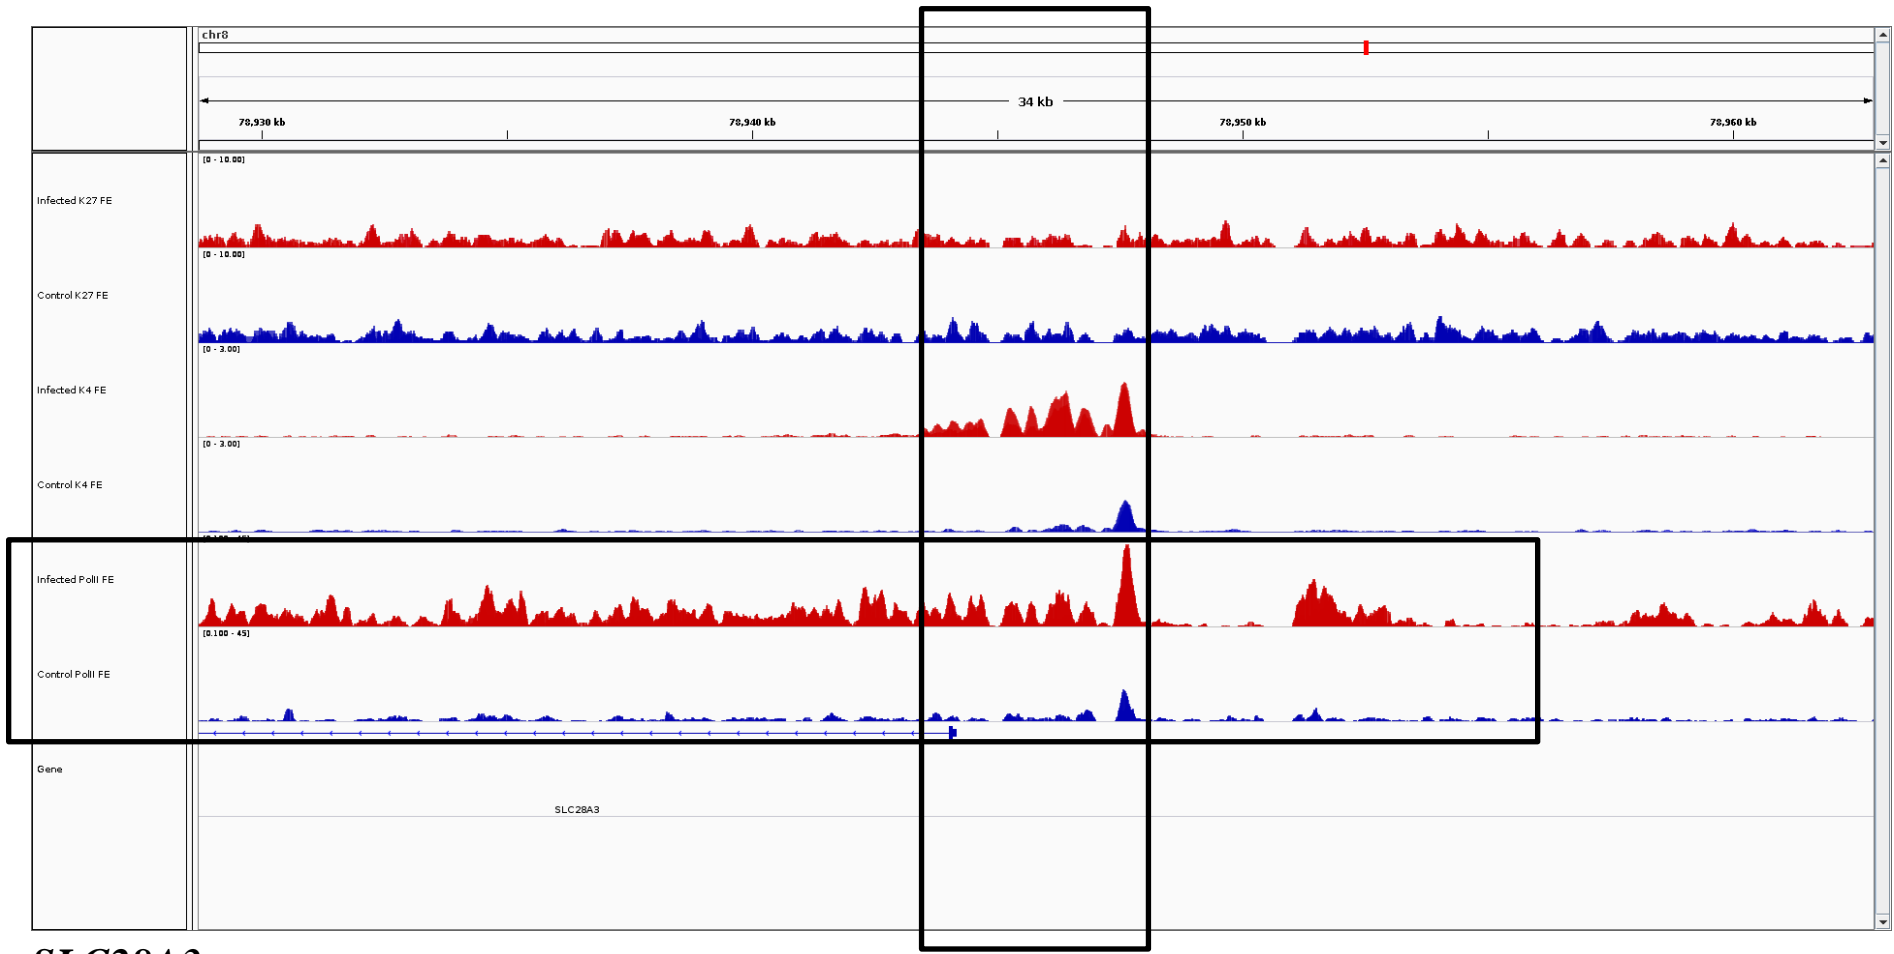 chr8
34 kb
78,930 kb 78,940 kb 78,950 kb 78,960 kb
[0 - 10.00]
Infected K27 FE
[0 - 10.00]
Control K27 FE
[0 - 3.00]
Infected K4 FE
[0 - 3.00]
Control K4 FE
Infected PolII FE
[0.100 - 45]
Control PolII FE
Gene
SLC28A3
SLC28A3